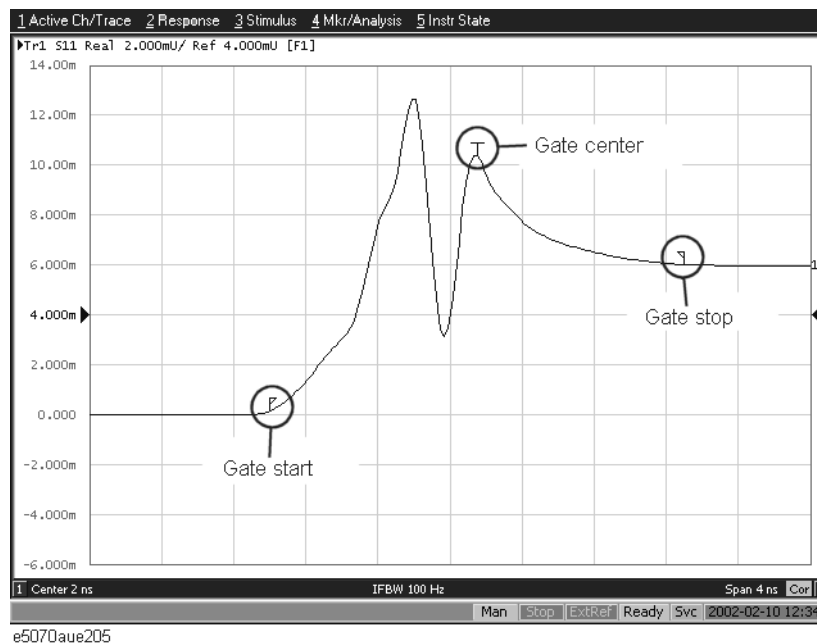 1 Active Ch/Trace 2 Response 3 Stimulus 4 Mkr/Analysis 5 Instr State
Tr1 S11 Real 2.000mU/ Ref 4.000mU [F1]
14.00m
12.00m
10.00m
8.000m
6.000m
4.000m
2.000m
0.000
-2.000m
-4.000m
-6.000m
Gate center
1
Gate stop
Gate start
1 Center 2 ns IFBW 100 Hz Span 4 ns Cor
Man Stop ExtRef Ready Svc 2002-02-10 12:34
e5070aue205